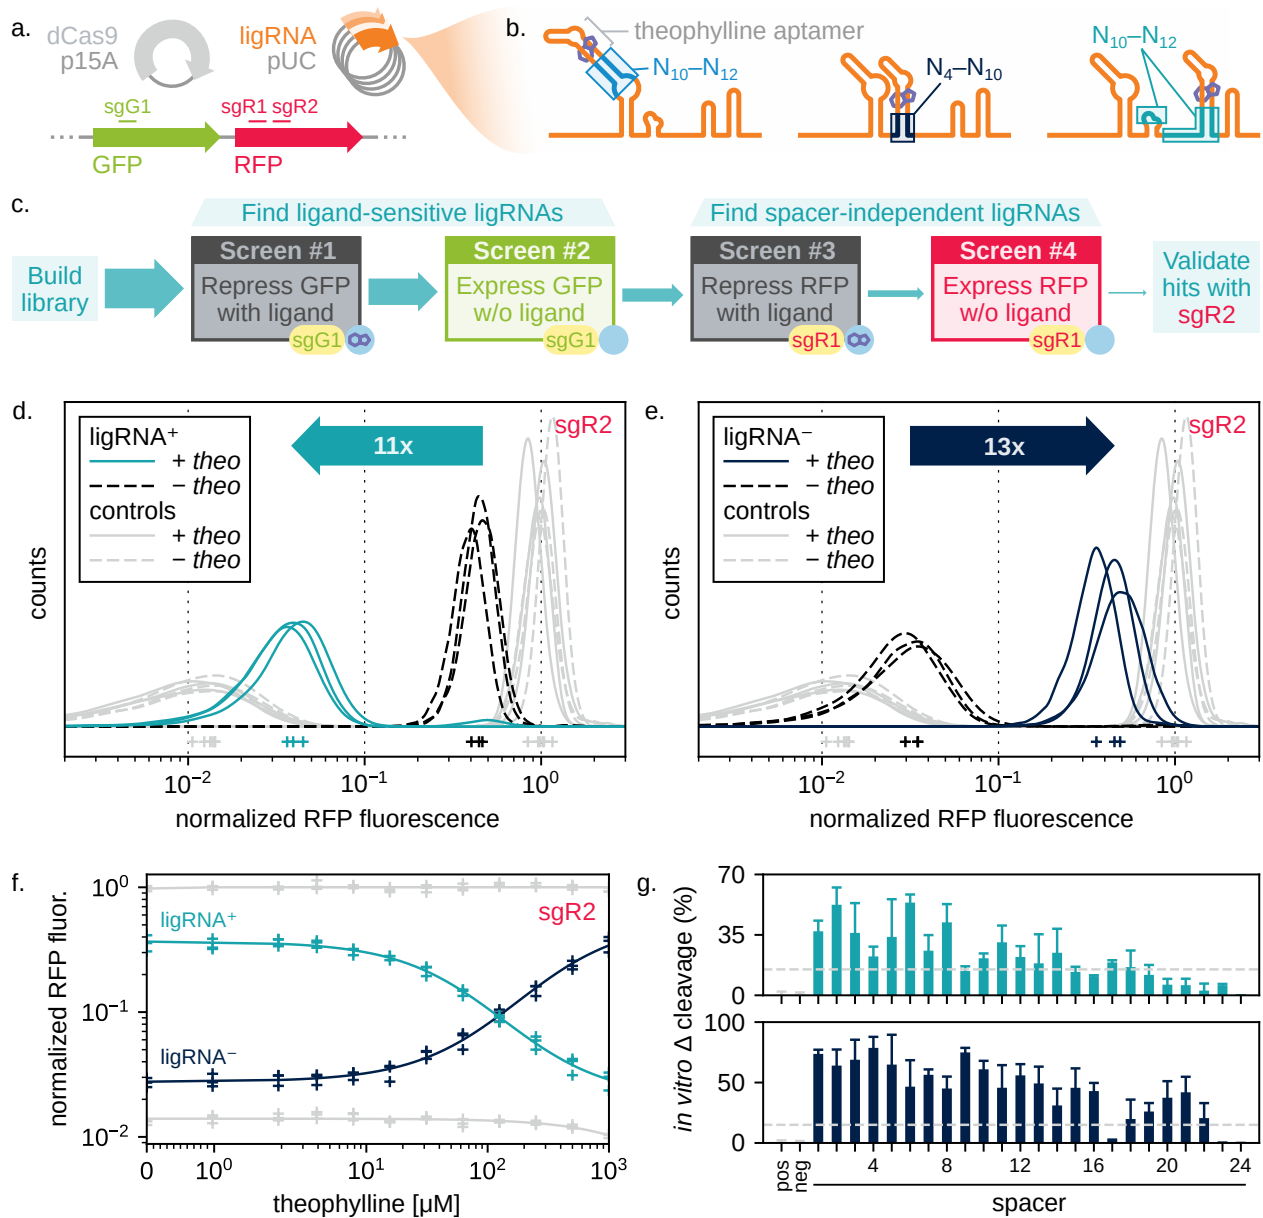 a.
dCas9
p15A
ligRNA
pUC
sgG1
sgR1 sgR2
GFP
RFP
b.
theophylline aptamer
N10–N12
N4–N10
N10–N12
c.
Find ligand-sensitive ligRNAs
Find spacer-independent ligRNAs
Build
library
Screen #1
Repress GFP
with ligand
sgG1
Screen #2
Express GFP
w/o ligand
sgG1
Screen #3
Repress RFP
with ligand
sgR1
Screen #4
Express RFP
w/o ligand
sgR1
Validate
hits with
sgR2
d.
ligRNA⁺
+ theo
− theo
controls
+ theo
− theo
11x
sgR2
counts
10⁻² 10⁻¹ 10⁰
normalized RFP fluorescence
e.
ligRNA⁻
+ theo
− theo
controls
+ theo
− theo
13x
sgR2
counts
10⁻² 10⁻¹ 10⁰
normalized RFP fluorescence
f.
normalized RFP fluor.
10⁰
10⁻¹
10⁻²
ligRNA⁺
ligRNA⁻
sgR2
0 10⁰ 10¹ 10² 10³
theophylline [μM]
g.
in vitro Δ cleavage (%)
70
35
0
100
50
0
pos
neg
4 8 12 16 20 24
spacer